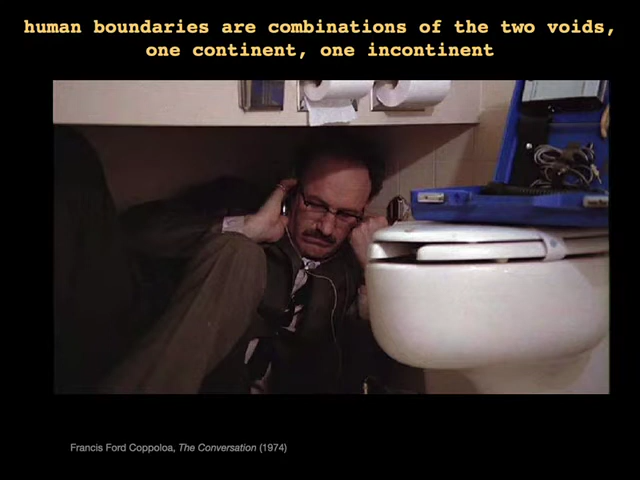 human boundaries are combinations of the two voids,
one continent, one incontinent
Francis Ford Coppoloa, The Conversation (1974)